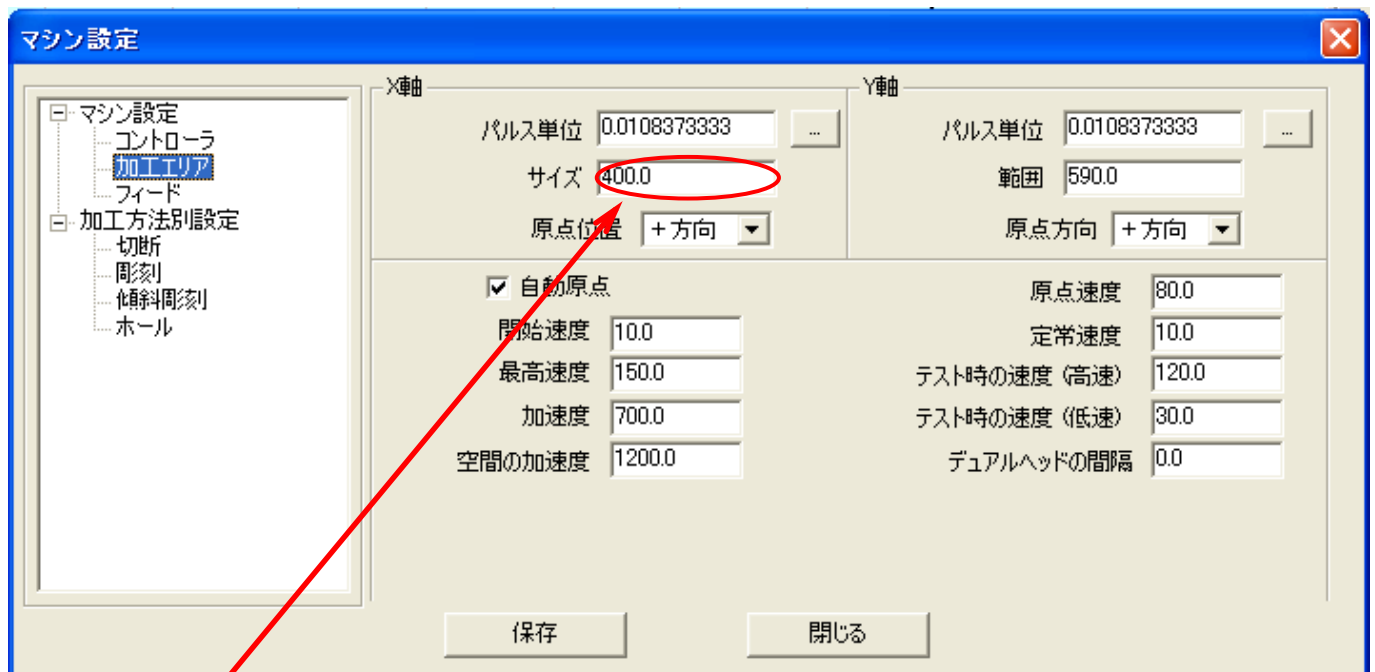 マシン設定
マシン設定
コントローラ
加工エリア
フィード
加工方法別設定
切断
彫刻
傾斜彫刻
ホール
X軸
パルス単位 0.0108373333 ...
サイズ 400.0
原点位置 +方向
Y軸
パルス単位 0.0108373333 ...
範囲 590.0
原点方向 +方向
自動原点
開始速度 10.0
最高速度 150.0
加速度 700.0
空間の加速度 1200.0
原点速度 80.0
定常速度 10.0
テスト時の速度 (高速) 120.0
テスト時の速度 (低速) 30.0
デュアルヘッドの間隔 0.0
保存 閉じる